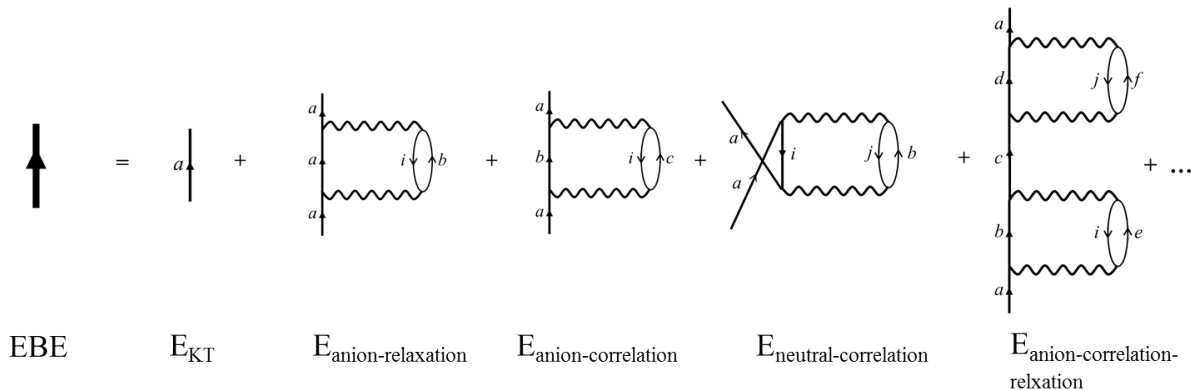 a
a
a
a
d
j
f
a
=
a
+
a
i
b
+
b
i
c
+
a
i
j
b
+
c
+ ...
a
a
a
b
i
e
a
EBE
E_KT
E_anion-relaxation
E_anion-correlation
E_neutral-correlation
E_anion-correlation-
relxation